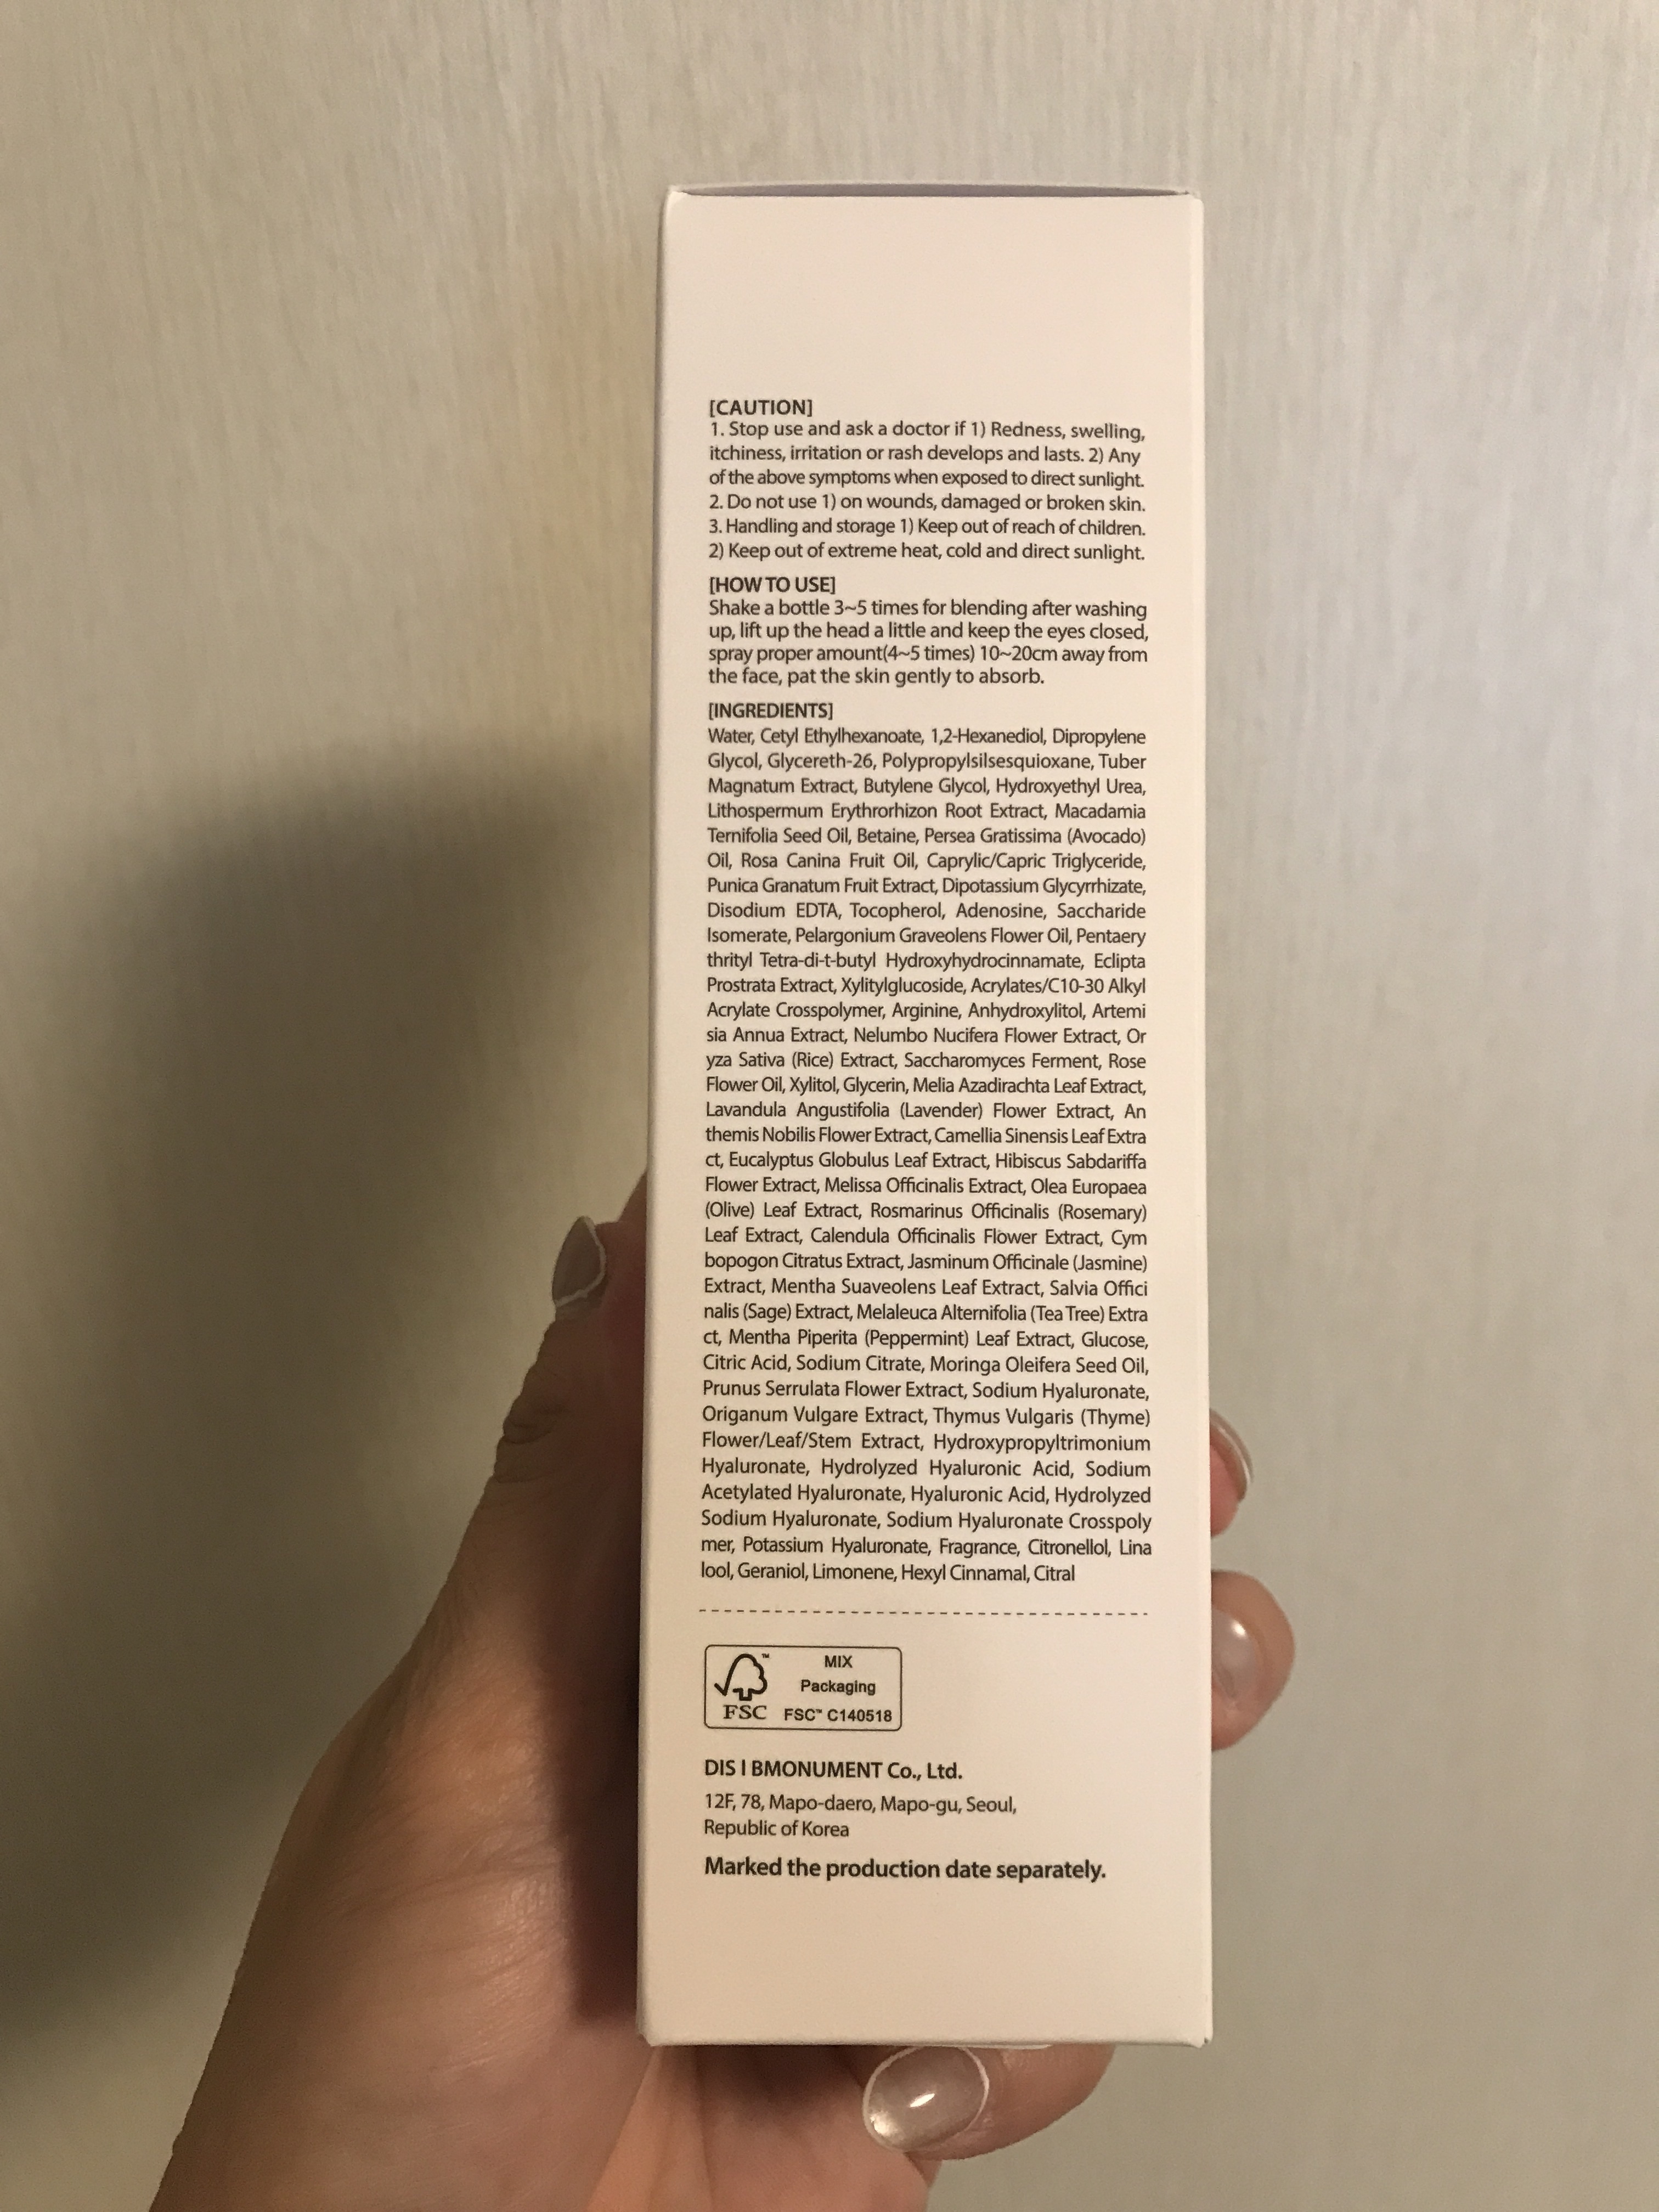 [CAUTION]
1. Stop use and ask a doctor if 1) Redness, swelling,
itchiness, irritation or rash develops and lasts. 2) Any
of the above symptoms when exposed to direct sunlight.
2. Do not use 1) on wounds, damaged or broken skin.
3. Handling and storage 1) Keep out of reach of children.
2) Keep out of extreme heat, cold and direct sunlight.
[HOW TO USE]
Shake a bottle 3~5 times for blending after washing
up, lift up the head a little and keep the eyes closed,
spray proper amount(4~5 times) 10~20cm away from
the face, pat the skin gently to absorb.
[INGREDIENTS]
Water, Cetyl Ethylhexanoate, 1,2-Hexanediol, Dipropylene
Glycol, Glycereth-26, Polypropylsilsesquioxane, Tuber
Magnatum Extract, Butylene Glycol, Hydroxyethyl Urea,
Lithospermum Erythrorhizon Root Extract, Macadamia
Ternifolia Seed Oil, Betaine, Persea Gratissima (Avocado)
Oil, Rosa Canina Fruit Oil, Caprylic/Capric Triglyceride,
Punica Granatum Fruit Extract, Dipotassium Glycyrrhizate,
Disodium EDTA, Tocopherol, Adenosine, Saccharide
Isomerate, Pelargonium Graveolens Flower Oil, Pentaery
thrityl Tetra-di-t-butyl Hydroxyhydrocinnamate, Eclipta
Prostrata Extract, Xylitylglucoside, Acrylates/C10-30 Alkyl
Acrylate Crosspolymer, Arginine, Anhydroxylitol, Artemi
sia Annua Extract, Nelumbo Nucifera Flower Extract, Or
yza Sativa (Rice) Extract, Saccharomyces Ferment, Rose
Flower Oil, Xylitol, Glycerin, Melia Azadirachta Leaf Extract,
Lavandula Angustifolia (Lavender) Flower Extract, An
themis Nobilis Flower Extract, Camellia Sinensis Leaf Extra
ct, Eucalyptus Globulus Leaf Extract, Hibiscus Sabdariffa
Flower Extract, Melissa Officinalis Extract, Olea Europaea
(Olive) Leaf Extract, Rosmarinus Officinalis (Rosemary)
Leaf Extract, Calendula Officinalis Flower Extract, Cym
bopogon Citratus Extract, Jasminum Officinale (Jasmine)
Extract, Mentha Suaveolens Leaf Extract, Salvia Offici
nalis (Sage) Extract, Melaleuca Alternifolia (Tea Tree) Extra
ct, Mentha Piperita (Peppermint) Leaf Extract, Glucose,
Citric Acid, Sodium Citrate, Moringa Oleifera Seed Oil,
Prunus Serrulata Flower Extract, Sodium Hyaluronate,
Origanum Vulgare Extract, Thymus Vulgaris (Thyme)
Flower/Leaf/Stem Extract, Hydroxypropyltrimonium
Hyaluronate, Hydrolyzed Hyaluronic Acid, Sodium
Acetylated Hyaluronate, Hyaluronic Acid, Hydrolyzed
Sodium Hyaluronate, Sodium Hyaluronate Crosspoly
mer, Potassium Hyaluronate, Fragrance, Citronellol, Lina
lool, Geraniol, Limonene, Hexyl Cinnamal, Citral
FSC
MIX
Packaging
FSC™ C140518
DIS I BMONUMENT Co., Ltd.
12F, 78, Mapo-daero, Mapo-gu, Seoul,
Republic of Korea
Marked the production date separately.